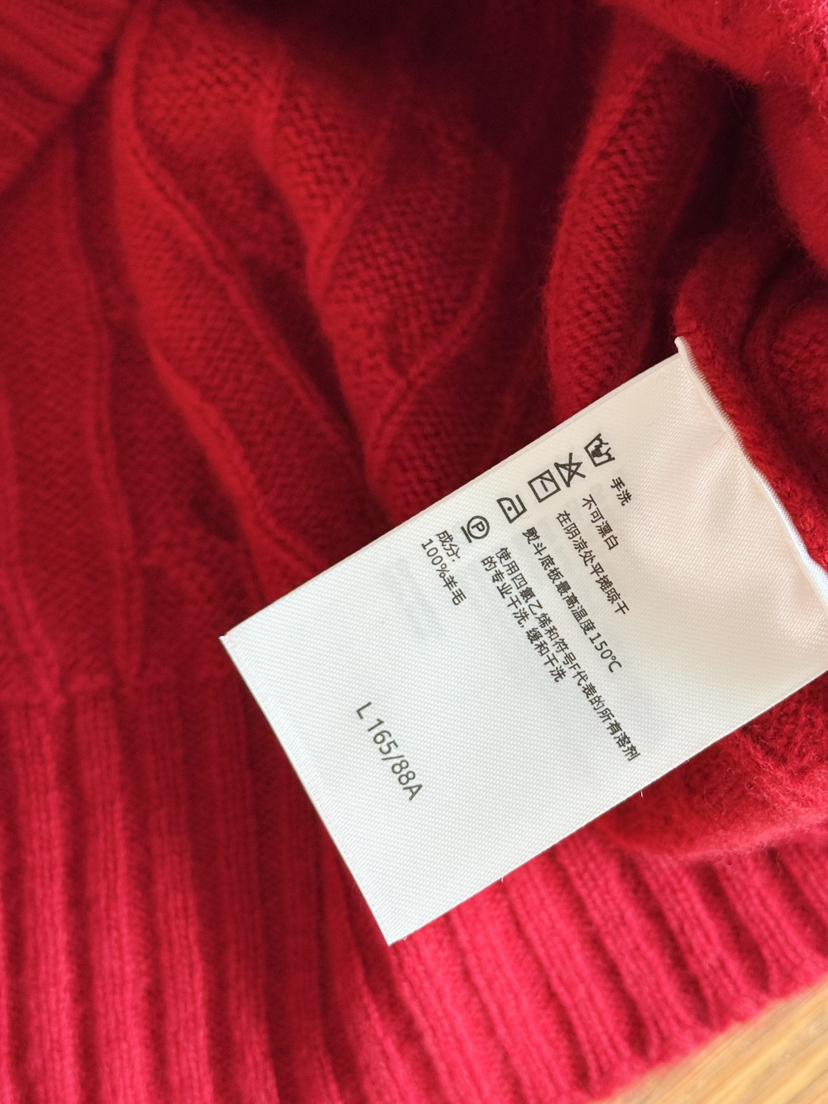 手洗
不可漂白
在阴凉处平摊晾干
熨斗底板最高温度150℃
使用四氯乙烯和符号F代表的所有溶剂
的专业干洗,缓和干洗
成分:
100%羊毛
L 165/88A